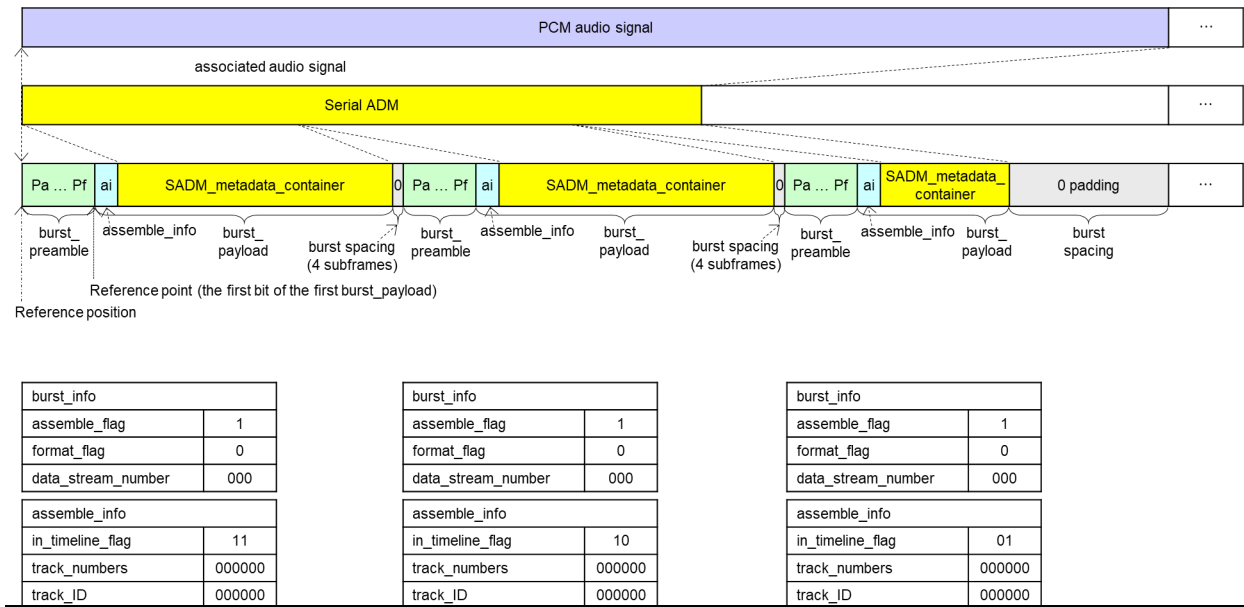 PCM audio signal
...
associated audio signal
Serial ADM
...
Pa ... Pf ai SADM_metadata_container 0 Pa ... Pf ai SADM_metadata_container 0 Pa ... Pf ai SADM_metadata_
container 0 padding ...
burst_
preamble
assemble_info
burst_
payload
burst spacing
(4 subframes)
burst_
preamble
assemble_info
burst_
payload
burst spacing
(4 subframes)
burst_
preamble
assemble_info
burst_
payload
burst
spacing
Reference point (the first bit of the first burst_payload)
Reference position
burst_info
assemble_flag 1
format_flag 0
data_stream_number 000
assemble_info
in_timeline_flag 11
track_numbers 000000
track_ID 000000
burst_info
assemble_flag 1
format_flag 0
data_stream_number 000
assemble_info
in_timeline_flag 10
track_numbers 000000
track_ID 000000
burst_info
assemble_flag 1
format_flag 0
data_stream_number 000
assemble_info
in_timeline_flag 01
track_numbers 000000
track_ID 000000